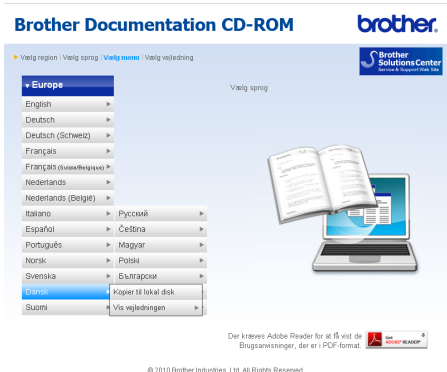 Brother Documentation CD-ROM
brother.
Vælg region | Vælg sprog | Vælg menu | Vælg vejledning
Brother
Solutions Center
Service & Support Web Site
Europe
Vælg sprog
English
Deutsch
Deutsch (Schweiz)
Français
Français (Suisse/Belgique)
Nederlands
Nederlands (België)
Italiano
Русский
Español
Čeština
Português
Magyar
Norsk
Polski
Svenska
Български
Dansk
Kopier til lokal disk
Suomi
Vis vejledningen
Der kræves Adobe Reader for at få vist de
Brugsanvisninger, der er i PDF-format.
Get
ADOBE® READER®
© 2010 Brother Industries, Ltd. All Rights Reserved.